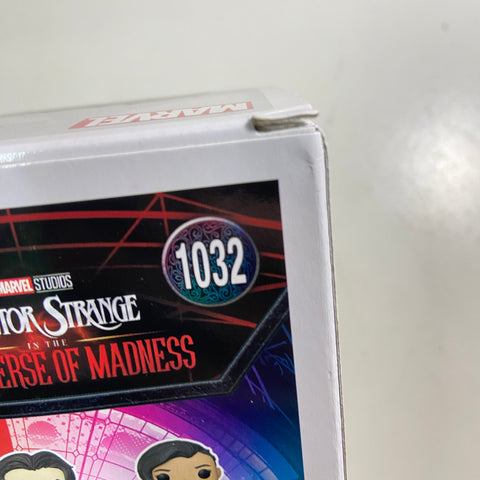 MARVEL
1032
MARVEL STUDIOS
TOR STRANGE
IN THE
ERSE OF MADNESS